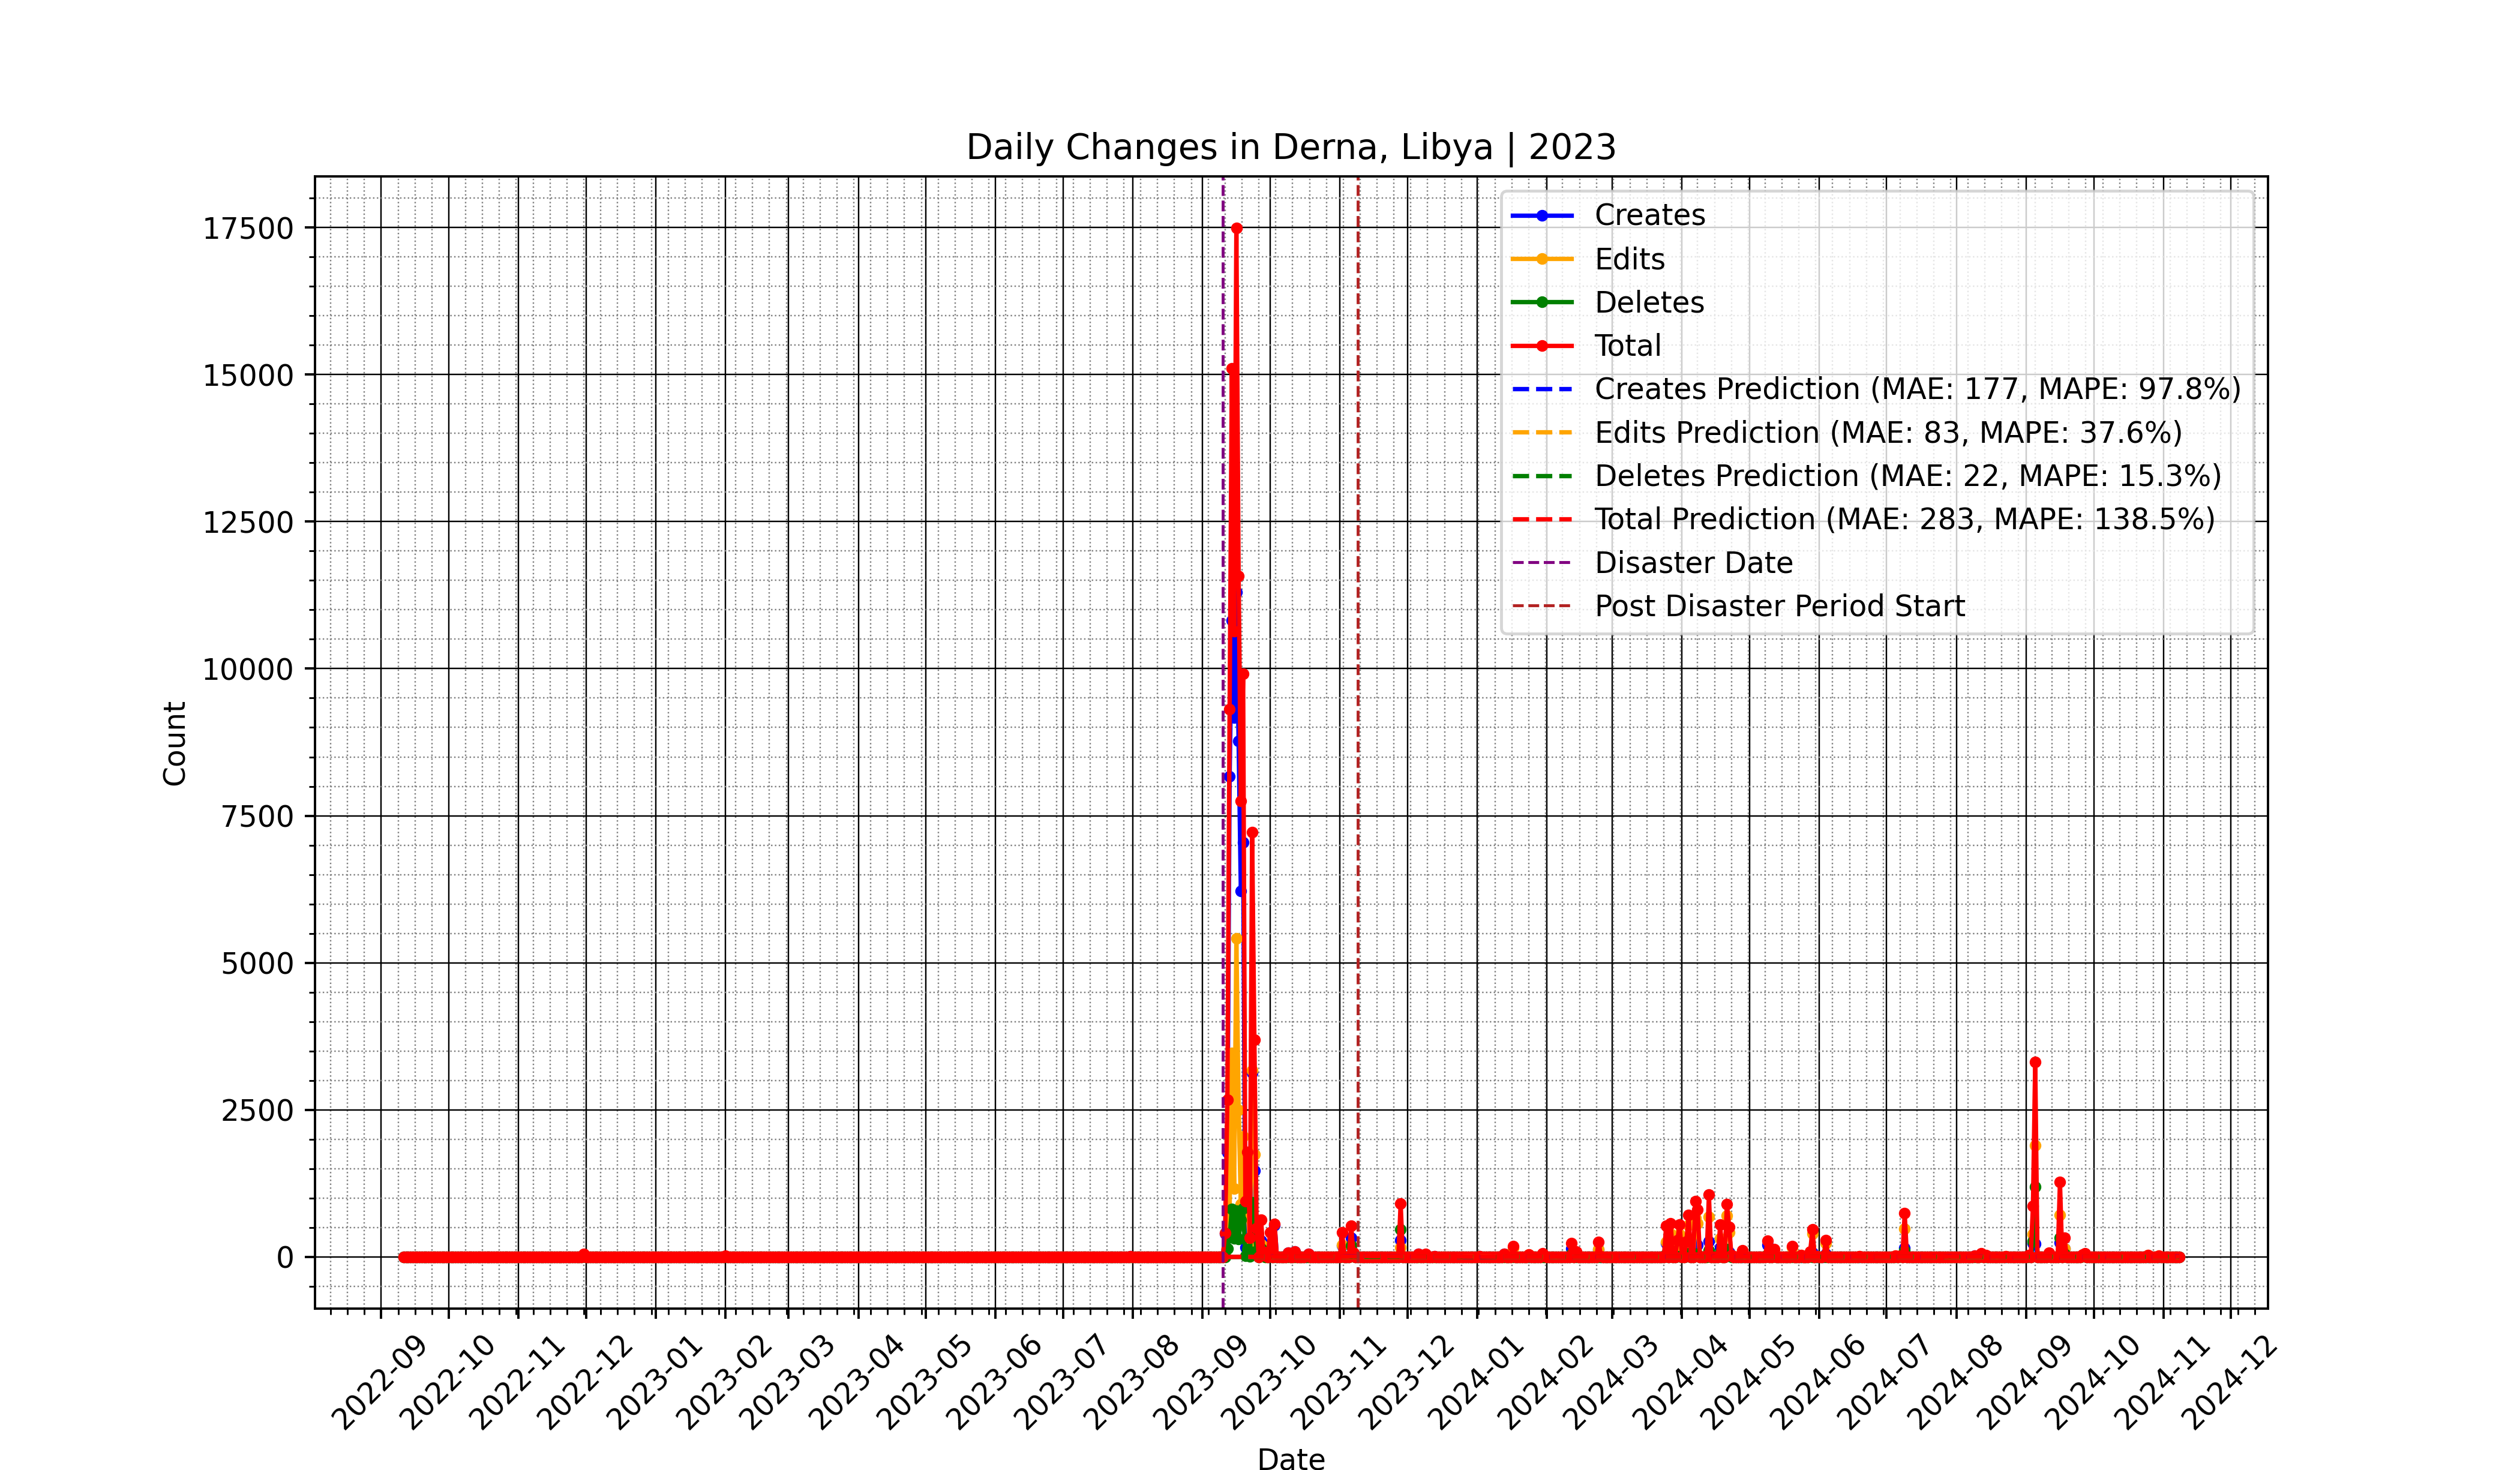 Daily Changes in Derna, Libya | 2023
Creates
Edits
Deletes
Total
Creates Prediction (MAE: 177, MAPE: 97.8%)
Edits Prediction (MAE: 83, MAPE: 37.6%)
Deletes Prediction (MAE: 22, MAPE: 15.3%)
Total Prediction (MAE: 283, MAPE: 138.5%)
Disaster Date
Post Disaster Period Start
17500
15000
12500
10000
7500
5000
2500
0
Count
2022-09
2022-10
2022-11
2022-12
2023-01
2023-02
2023-03
2023-04
2023-05
2023-06
2023-07
2023-08
2023-09
2023-10
2023-11
2023-12
2024-01
2024-02
2024-03
2024-04
2024-05
2024-06
2024-07
2024-08
2024-09
2024-10
2024-11
2024-12
Date